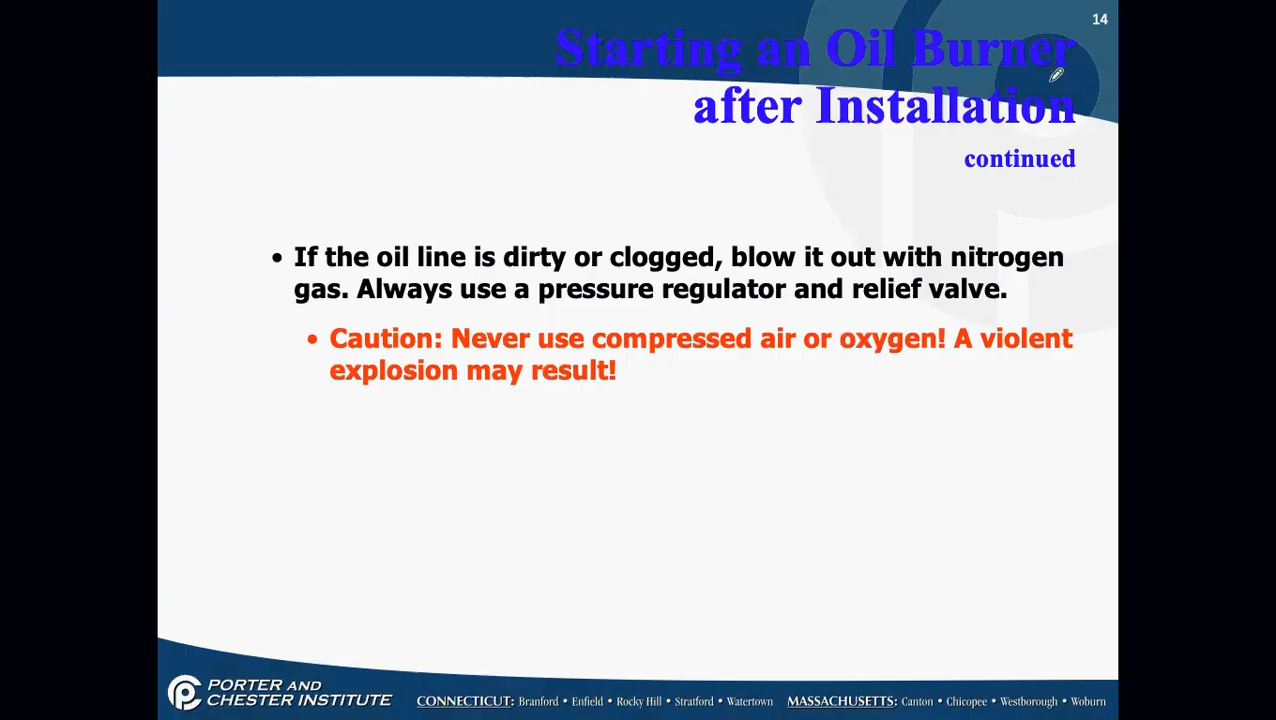 14
Starting an Oil Burner
after Installation
continued
• If the oil line is dirty or clogged, blow it out with nitrogen
gas. Always use a pressure regulator and relief valve.
• Caution: Never use compressed air or oxygen! A violent
explosion may result!
PORTER AND
CHESTER INSTITUTE
CONNECTICUT: Branford • Enfield • Rocky Hill • Stratford • Watertown MASSACHUSETTS: Canton • Chicopee • Westborough • Woburn